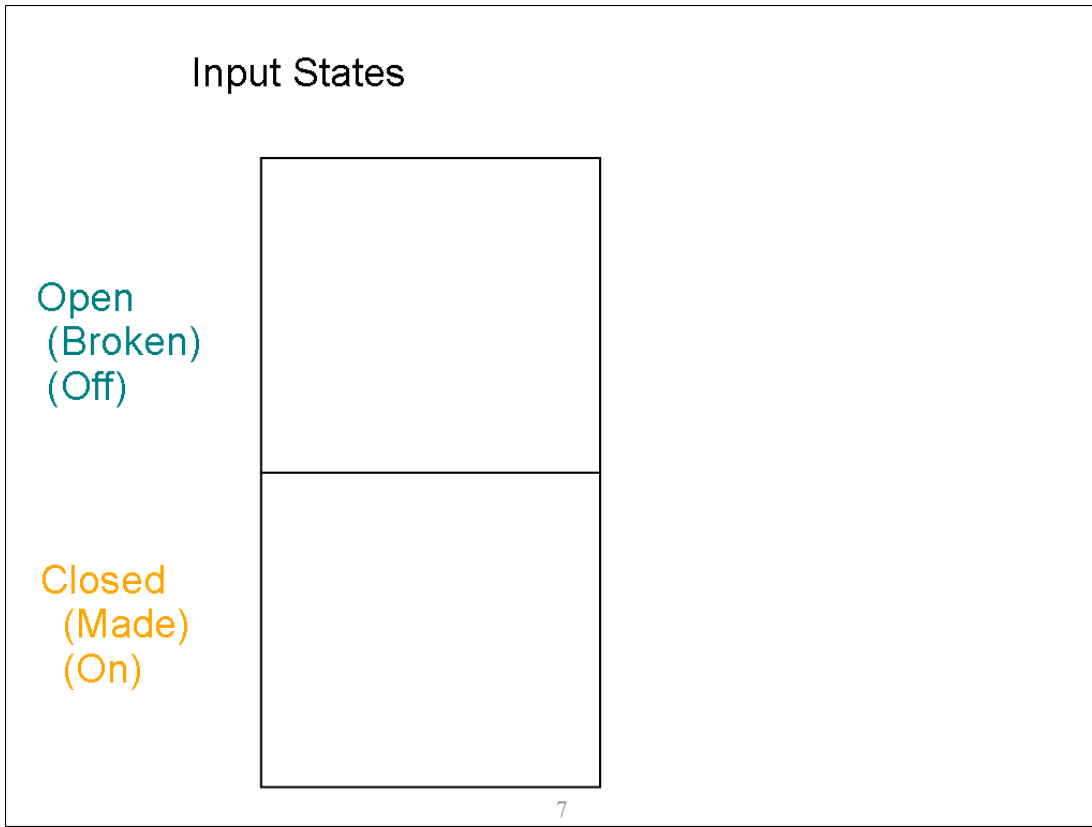 Input States
Open
(Broken)
(Off)
Closed
(Made)
(On)
7